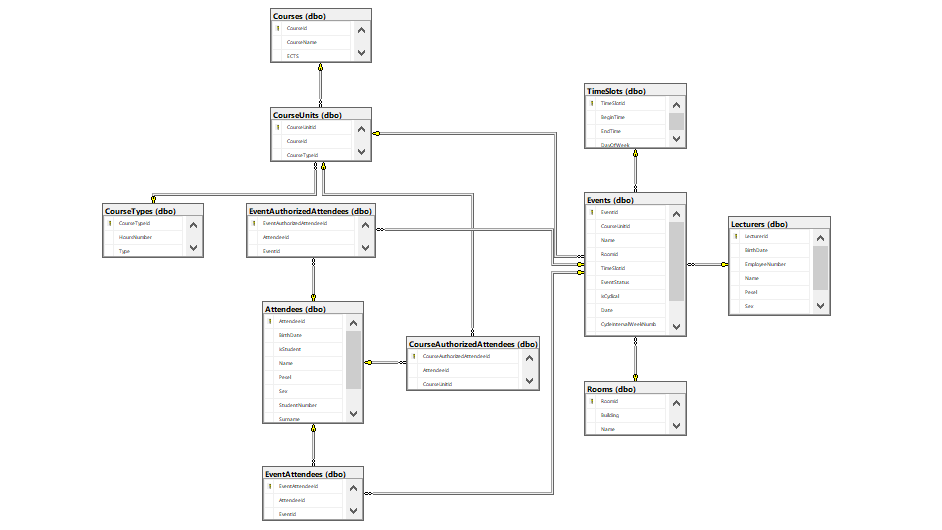 Courses (dbo)
CourseId
CourseName
ECTS
CourseUnits (dbo)
CourseUnitId
CourseId
CourseTypeId
CourseTypes (dbo)
CourseTypeId
HoursNumber
Type
EventAuthorizedAttendees (dbo)
EventAuthorizedAttendeeId
AttendeeId
EventId
Attendees (dbo)
AttendeeId
BirthDate
IsStudent
Name
Pesel
Sex
StudentNumber
Surname
CourseAuthorizedAttendees (dbo)
CourseAuthorizedAttendeeId
AttendeeId
CourseUnitId
EventAttendees (dbo)
EventAttendeeId
AttendeeId
EventId
TimeSlots (dbo)
TimeSlotId
BeginTime
EndTime
DayOfWeek
Events (dbo)
EventId
CourseUnitId
Name
RoomId
TimeSlotId
EventStatus
IsCyclical
Date
CycleIntervalWeekNumb
Lecturers (dbo)
LecturerId
BirthDate
EmployeeNumber
Name
Pesel
Sex
Rooms (dbo)
RoomId
Building
Name